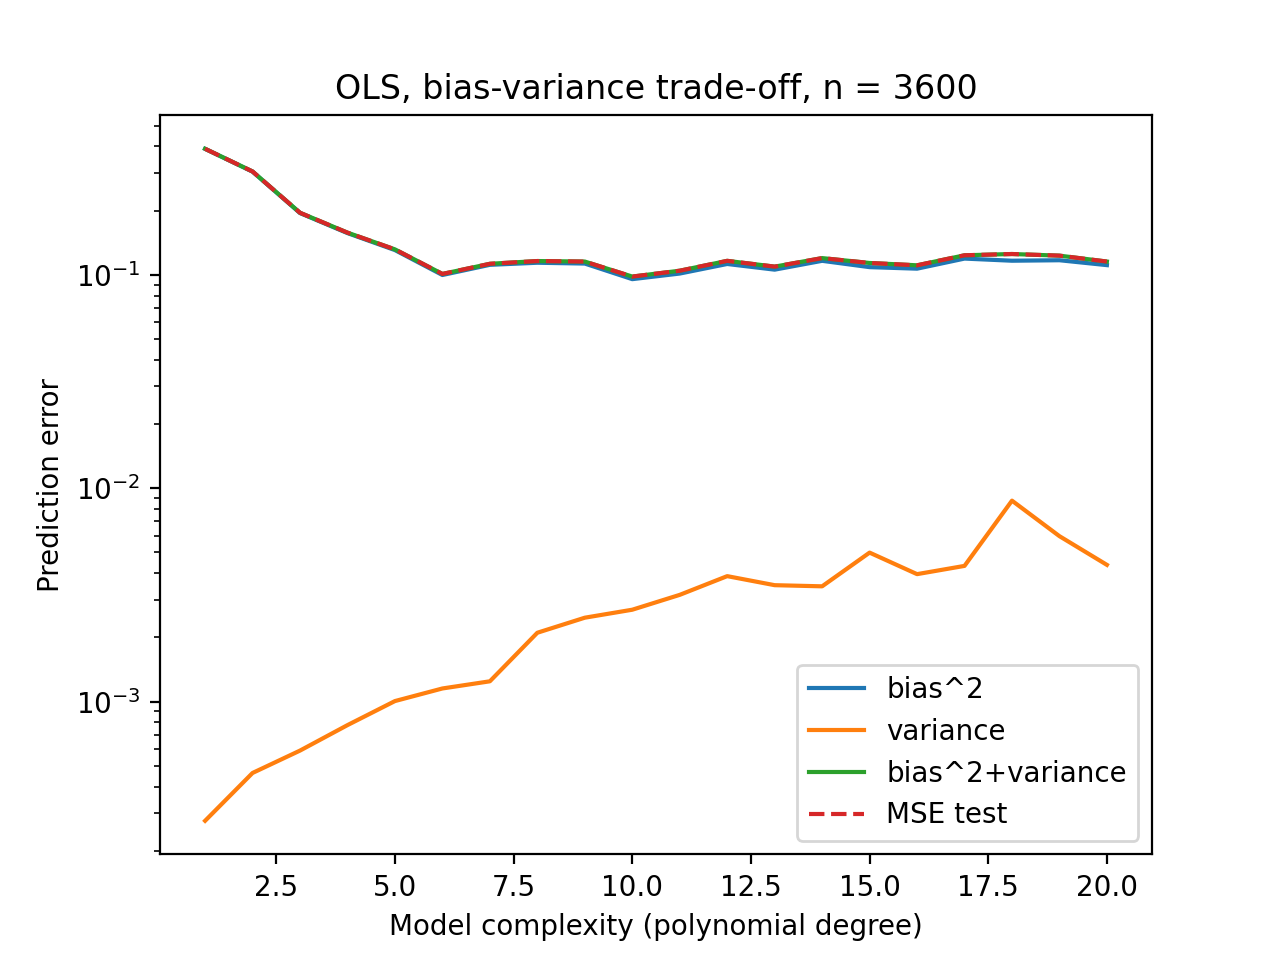 OLS, bias-variance trade-off, n = 3600
Prediction error
10⁻¹
10⁻²
10⁻³
bias^2
variance
bias^2+variance
MSE test
2.5 5.0 7.5 10.0 12.5 15.0 17.5 20.0
Model complexity (polynomial degree)